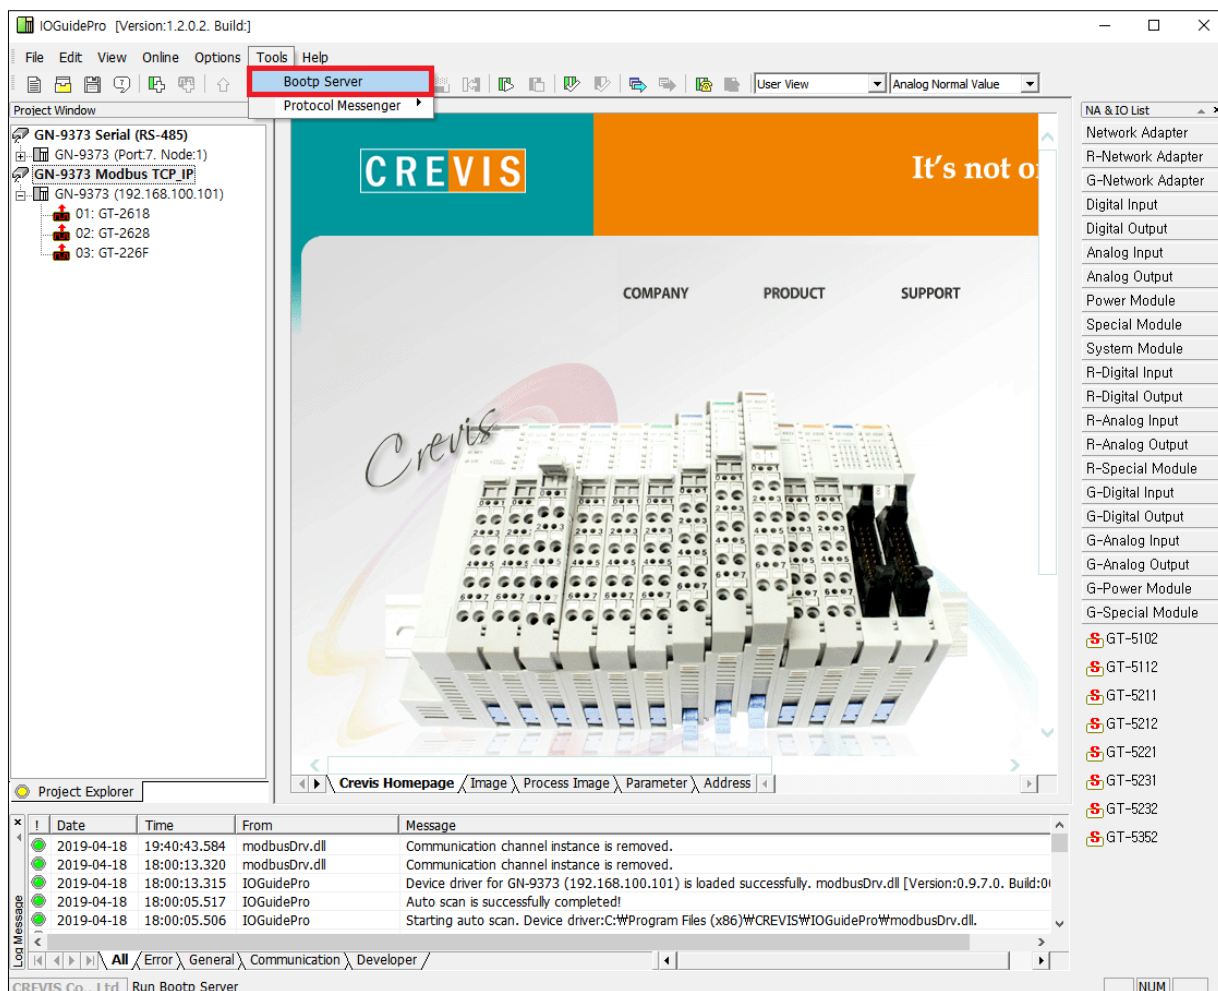 IOGuidePro [Version:1.2.0.2. Build:]
File Edit View Online Options Tools Help
Bootp Server
Protocol Messenger
User View
Analog Normal Value
Project Window
GN-9373 Serial (RS-485)
GN-9373 (Port:7. Node:1)
GN-9373 Modbus TCP_IP
GN-9373 (192.168.100.101)
01: GT-2618
02: GT-2628
03: GT-226F
Project Explorer
CREVIS
It's not o
COMPANY PRODUCT SUPPORT
Crevis
Crevis Homepage Image Process Image Parameter Address
NA & IO List
Network Adapter
R-Network Adapter
G-Network Adapter
Digital Input
Digital Output
Analog Input
Analog Output
Power Module
Special Module
System Module
R-Digital Input
R-Digital Output
R-Analog Input
R-Analog Output
R-Special Module
G-Digital Input
G-Digital Output
G-Analog Input
G-Analog Output
G-Power Module
G-Special Module
GT-5102
GT-5112
GT-5211
GT-5212
GT-5221
GT-5231
GT-5232
GT-5352
Log Message
! Date Time From Message
2019-04-18 19:40:43.584 modbusDrv.dll Communication channel instance is removed.
2019-04-18 18:00:13.320 modbusDrv.dll Communication channel instance is removed.
2019-04-18 18:00:13.315 IOGuidePro Device driver for GN-9373 (192.168.100.101) is loaded successfully. modbusDrv.dll [Version:0.9.7.0. Build:0
2019-04-18 18:00:05.517 IOGuidePro Auto scan is successfully completed!
2019-04-18 18:00:05.506 IOGuidePro Starting auto scan. Device driver:C:₩Program Files (x86)₩CREVIS₩IOGuidePro₩modbusDrv.dll.
All Error General Communication Developer
CREVIS Co., Ltd Run Bootp Server NUM